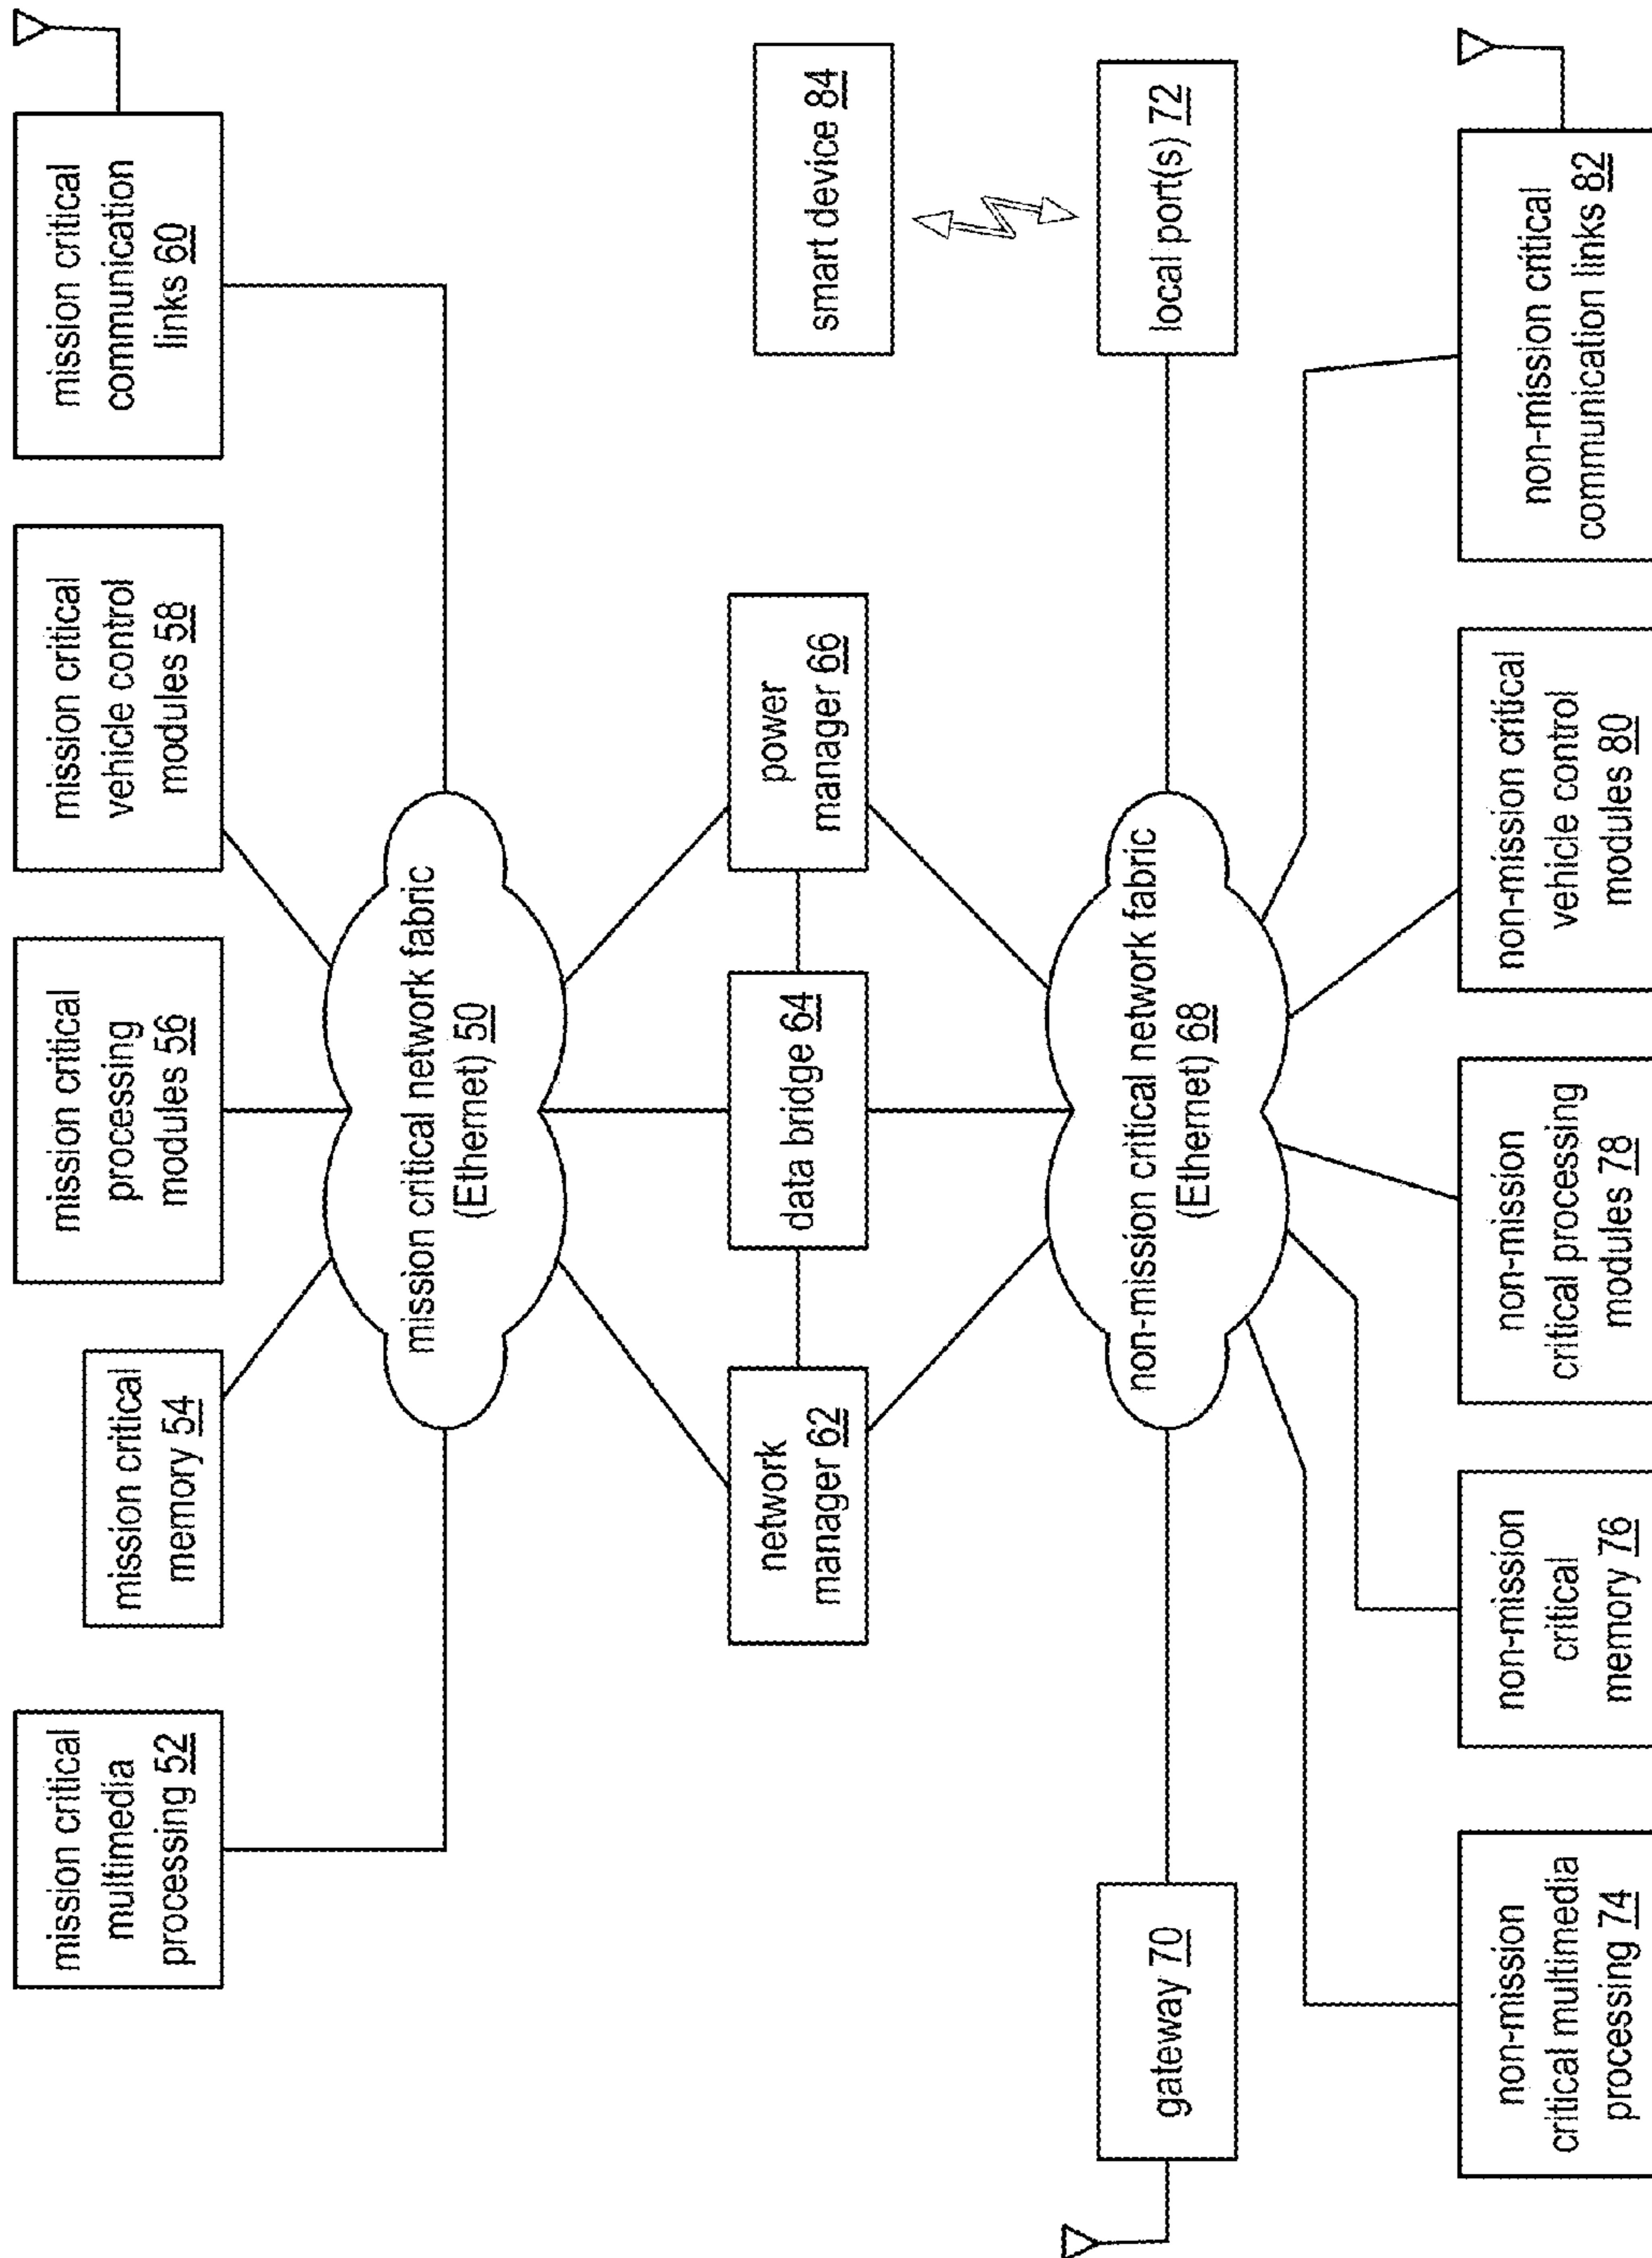 mission critical
multimedia
processing 52
mission critical
memory 54
mission critical
processing
modules 56
mission critical
vehicle control
modules 58
mission critical
communication
links 60
mission critical network fabric
(Ethernet) 50
network
manager 62
data bridge 64
power
manager 66
smart device 84
gateway 70
non-mission critical network fabric
(Ethernet) 68
local port(s) 72
non-mission
critical multimedia
processing 74
non-mission
critical
memory 76
non-mission
critical processing
modules 78
non-mission critical
vehicle control
modules 80
non-mission critical
communication links 82